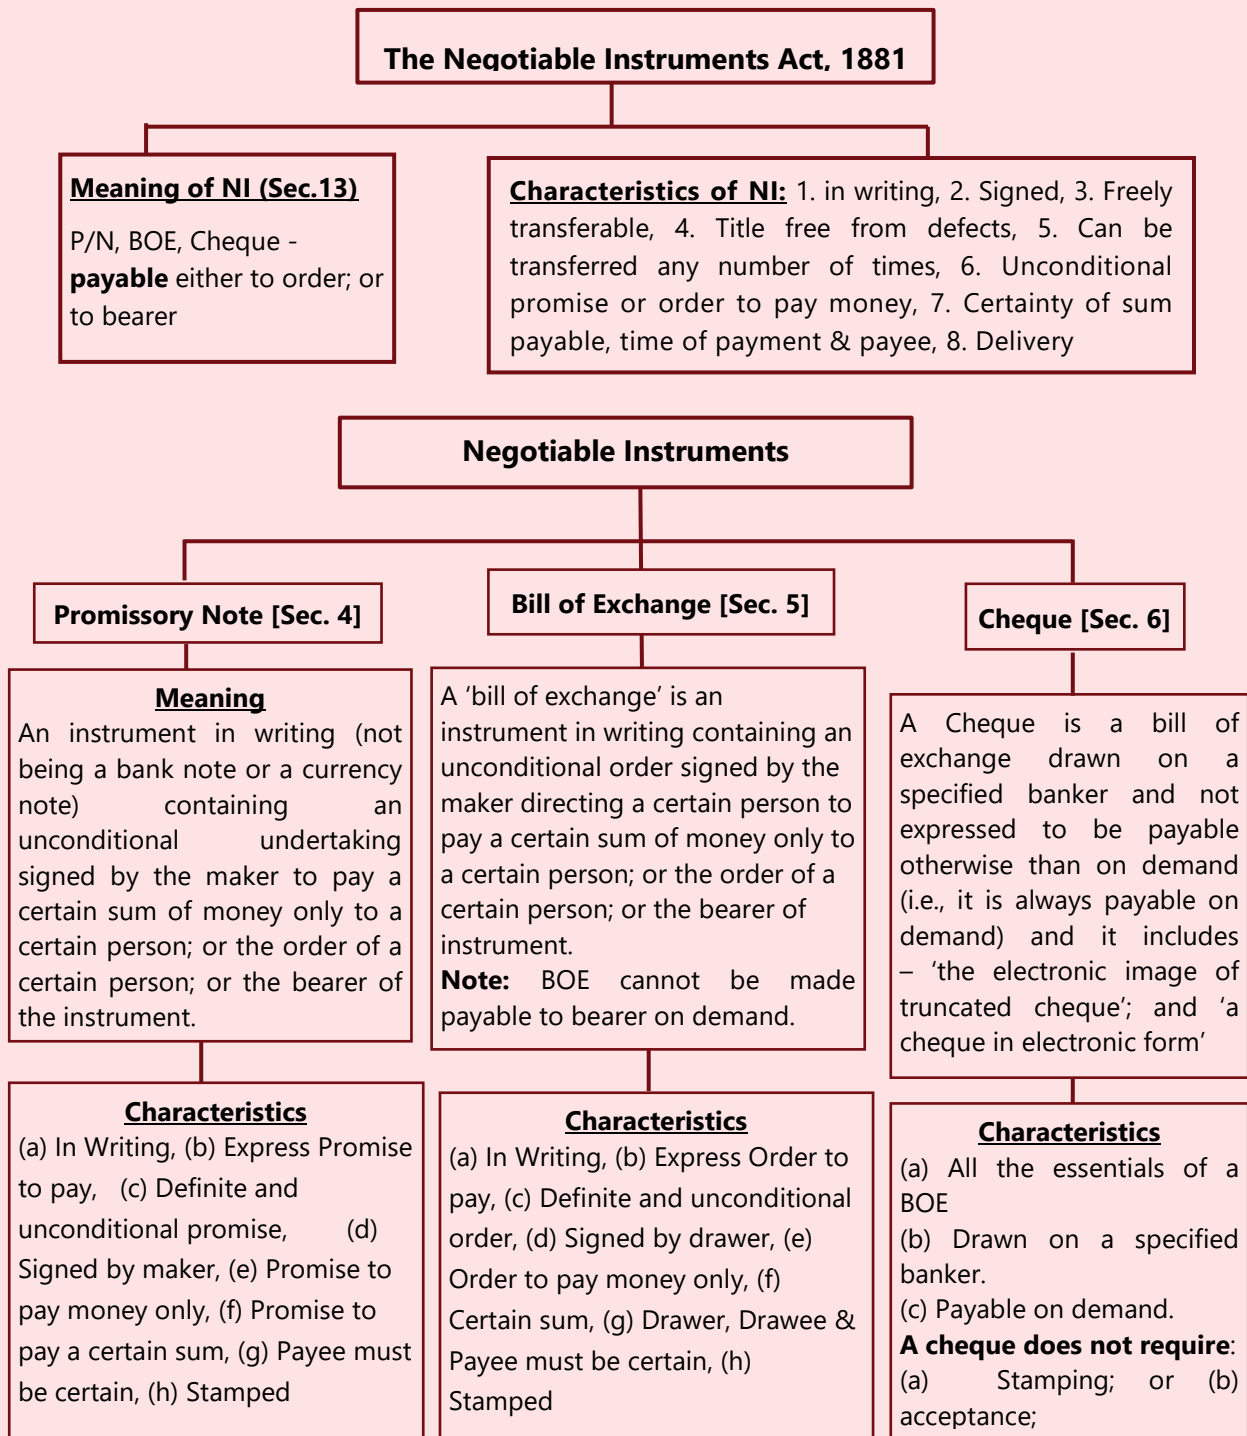 The Negotiable Instruments Act, 1881
Meaning of NI (Sec.13)
P/N, BOE, Cheque -
payable either to order; or
to bearer
Characteristics of NI: 1. in writing, 2. Signed, 3. Freely
transferable, 4. Title free from defects, 5. Can be
transferred any number of times, 6. Unconditional
promise or order to pay money, 7. Certainty of sum
payable, time of payment & payee, 8. Delivery
Negotiable Instruments
Promissory Note [Sec. 4]
Meaning
An instrument in writing (not
being a bank note or a currency
note) containing an
unconditional undertaking
signed by the maker to pay a
certain sum of money only to a
certain person; or the order of a
certain person; or the bearer of
the instrument.
Characteristics
(a) In Writing, (b) Express Promise
to pay, (c) Definite and
unconditional promise, (d)
Signed by maker, (e) Promise to
pay money only, (f) Promise to
pay a certain sum, (g) Payee must
be certain, (h) Stamped
Bill of Exchange [Sec. 5]
A ‘bill of exchange’ is an
instrument in writing containing an
unconditional order signed by the
maker directing a certain person to
pay a certain sum of money only to
a certain person; or the order of a
certain person; or the bearer of
instrument.
Note: BOE cannot be made
payable to bearer on demand.
Characteristics
(a) In Writing, (b) Express Order to
pay, (c) Definite and unconditional
order, (d) Signed by drawer, (e)
Order to pay money only, (f)
Certain sum, (g) Drawer, Drawee &
Payee must be certain, (h)
Stamped
Cheque [Sec. 6]
A Cheque is a bill of
exchange drawn on a
specified banker and not
expressed to be payable
otherwise than on demand
(i.e., it is always payable on
demand) and it includes
– ‘the electronic image of
truncated cheque’; and ‘a
cheque in electronic form’
Characteristics
(a) All the essentials of a
BOE
(b) Drawn on a specified
banker.
(c) Payable on demand.
A cheque does not require:
(a) Stamping; or (b)
acceptance;